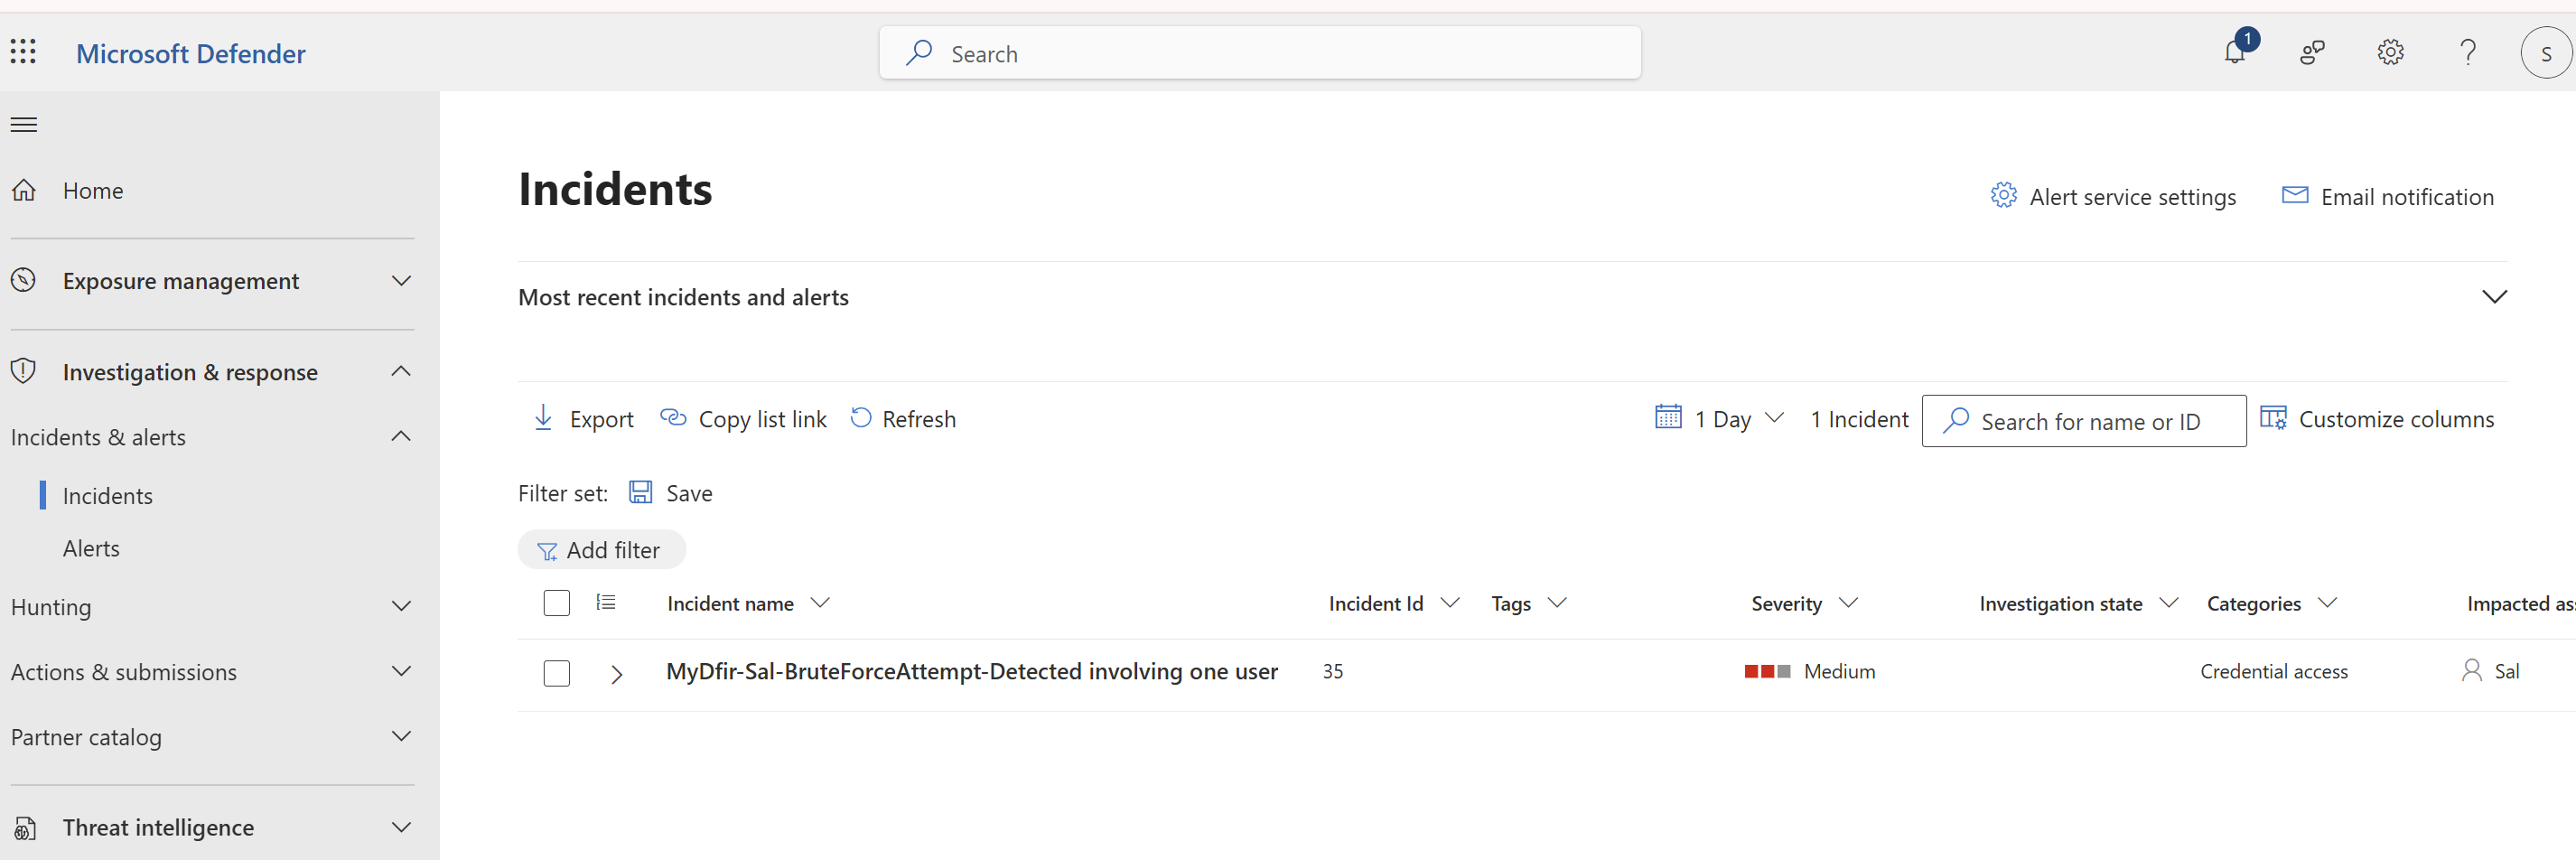 Microsoft Defender
Search
1
S
Home
Exposure management
Investigation & response
Incidents & alerts
Incidents
Alerts
Hunting
Actions & submissions
Partner catalog
Threat intelligence
Incidents
Alert service settings
Email notification
Most recent incidents and alerts
Export
Copy list link
Refresh
1 Day
1 Incident
Search for name or ID
Customize columns
Filter set:
Save
Add filter
Incident name
Incident Id
Tags
Severity
Investigation state
Categories
Impacted as
MyDfir-Sal-BruteForceAttempt-Detected involving one user
35
Medium
Credential access
Sal